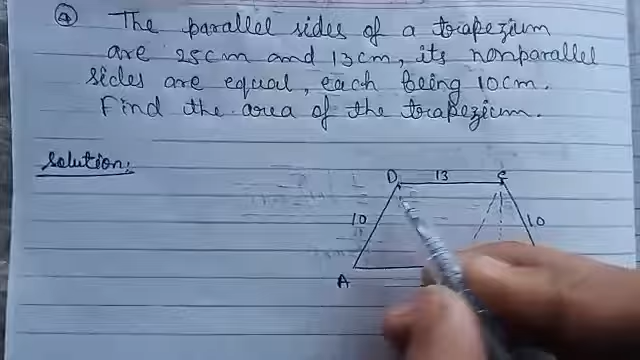 Q The parallel sides of a trapezium
are 25cm and 13cm, its nonparallel
sides are equal, each being 10cm.
Find the area of the trapezium.
Solution:
D 13 C
10 10
A